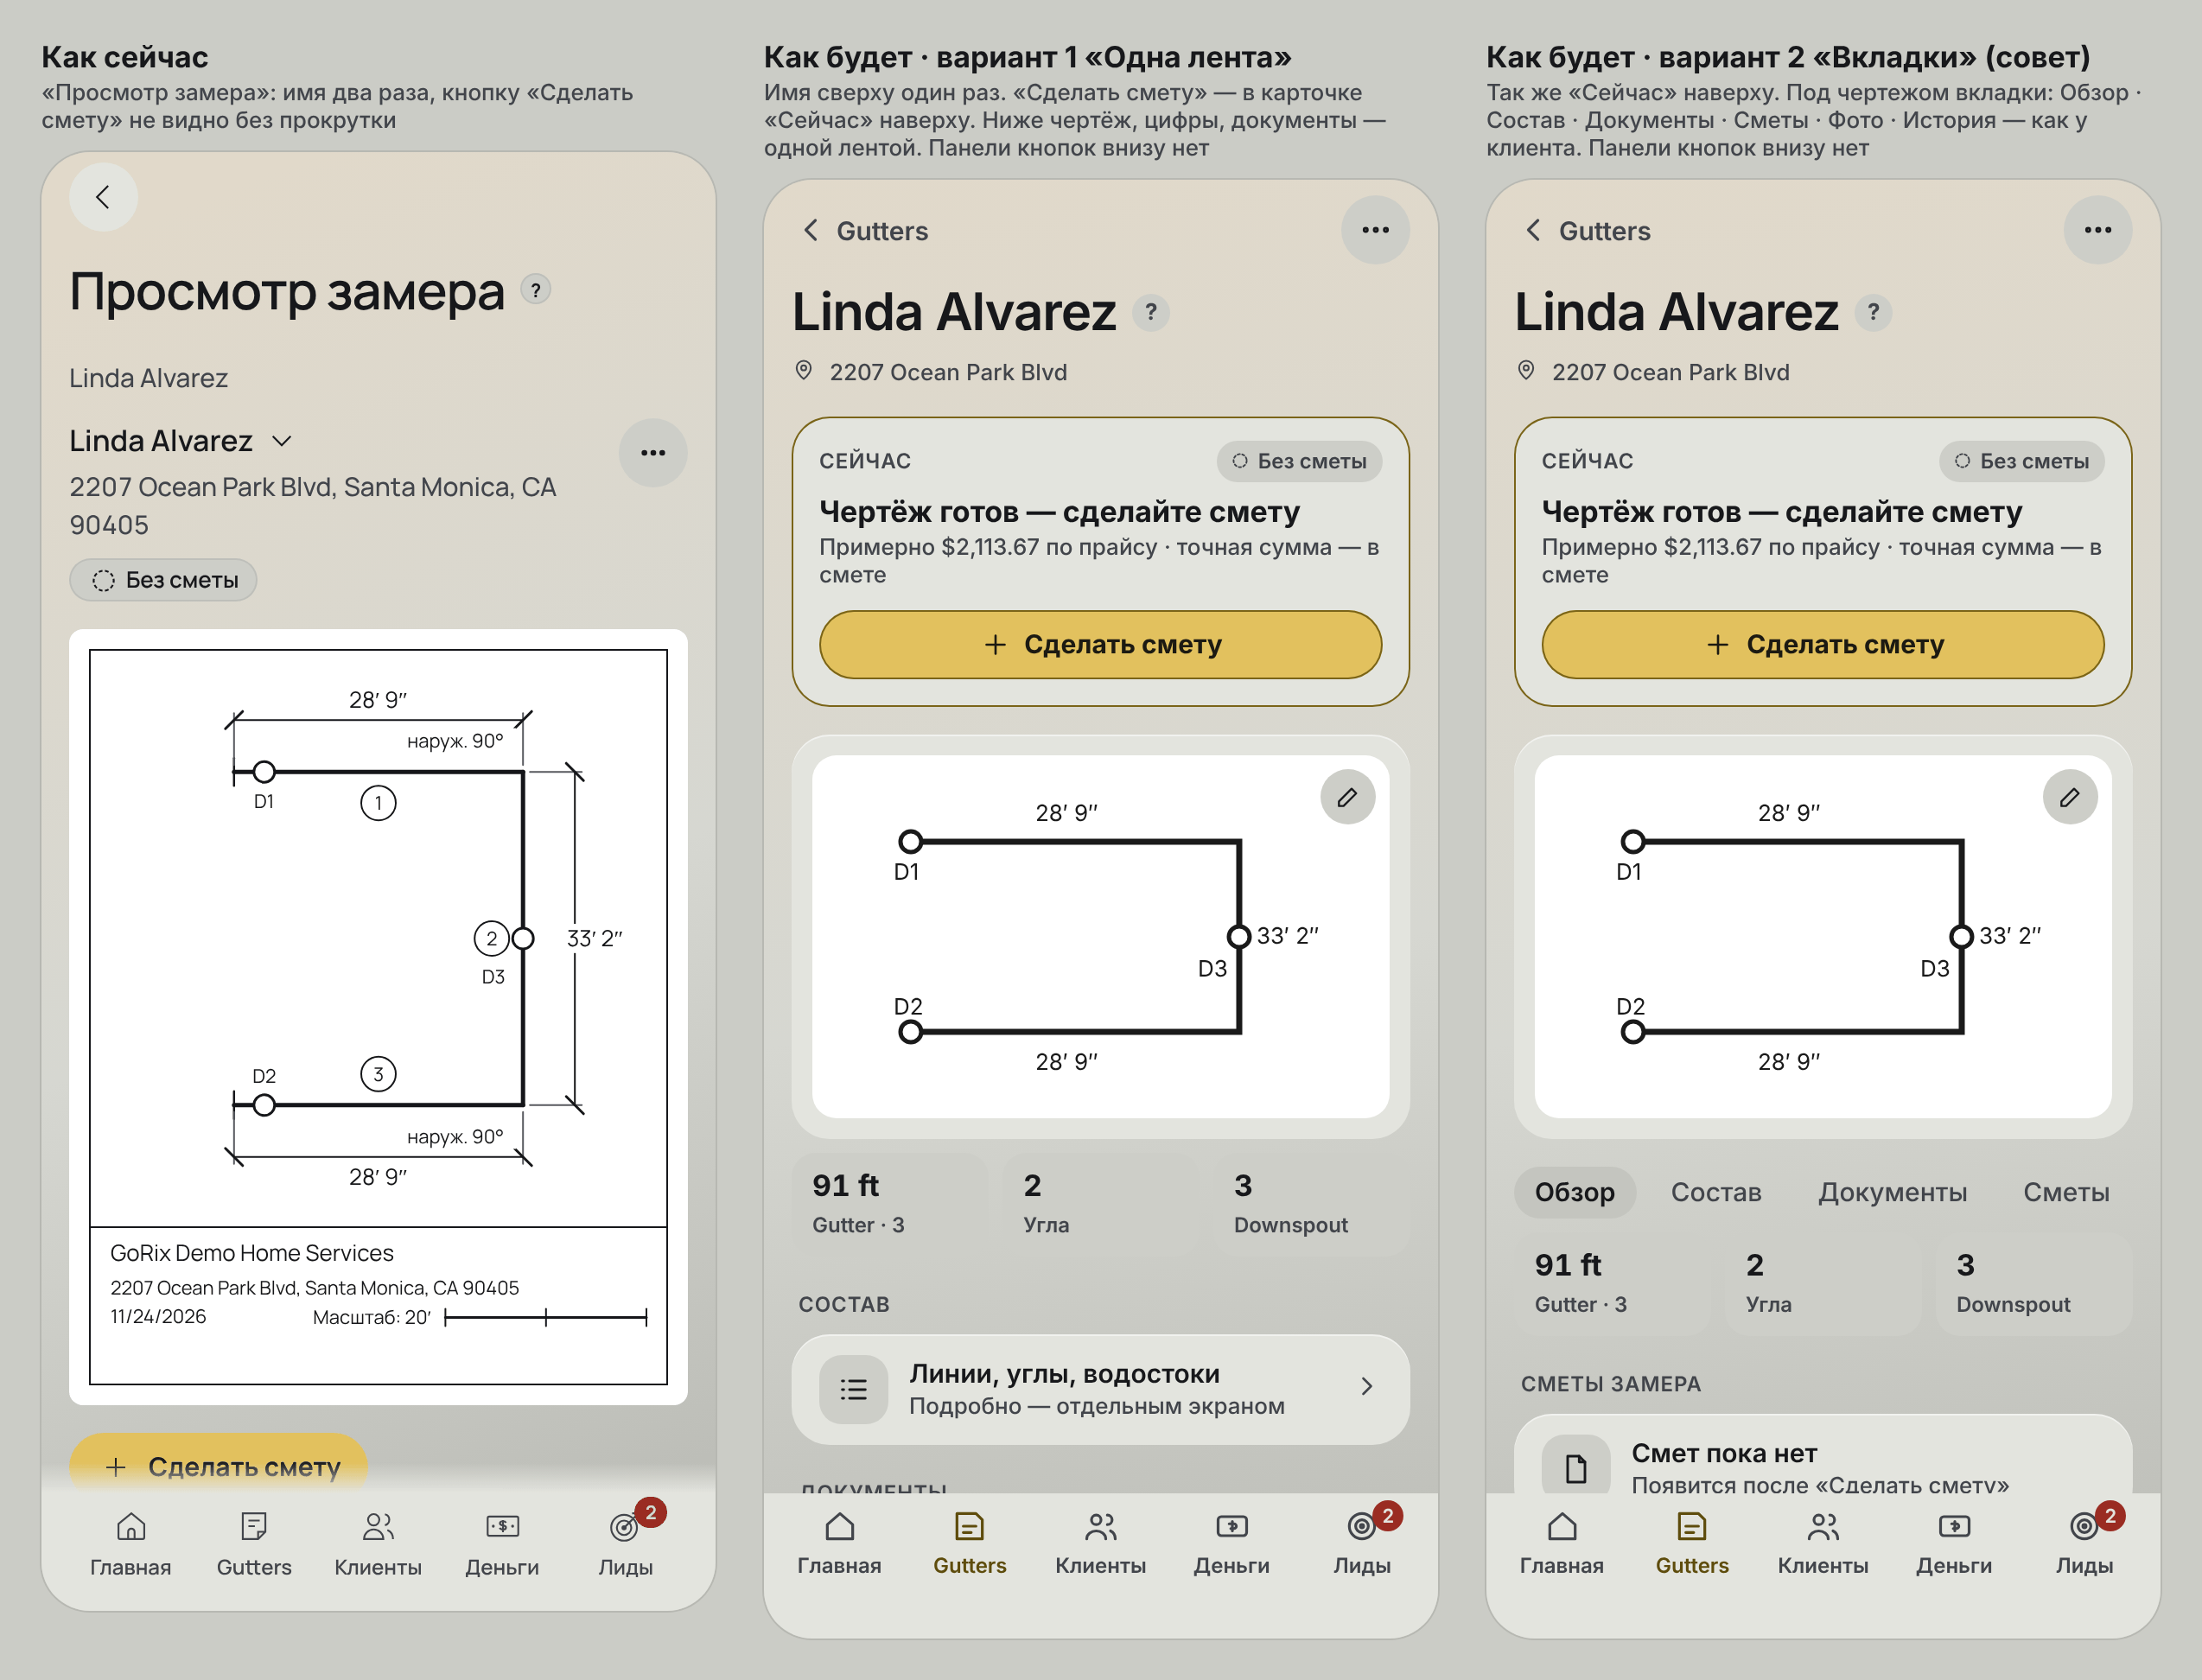 Как сейчас
«Просмотр замера»: имя два раза, кнопку «Сделать
смету» не видно без прокрутки
Просмотр замера ?
Linda Alvarez
Linda Alvarez
2207 Ocean Park Blvd, Santa Monica, CA
90405
Без сметы
28′ 9″
наруж. 90°
D1
1
2
33′ 2″
D3
D2
3
наруж. 90°
28′ 9″
GoRix Demo Home Services
2207 Ocean Park Blvd, Santa Monica, CA 90405
11/24/2026 Масштаб: 20′
+ Сделать смету
2
Главная Gutters Клиенты Деньги Лиды
Как будет · вариант 1 «Одна лента»
Имя сверху один раз. «Сделать смету» — в карточке
«Сейчас» наверху. Ниже чертёж, цифры, документы —
одной лентой. Панели кнопок внизу нет
Gutters
Linda Alvarez ?
2207 Ocean Park Blvd
СЕЙЧАС Без сметы
Чертёж готов — сделайте смету
Примерно $2,113.67 по прайсу · точная сумма — в
смете
+ Сделать смету
28′ 9″
D1
33′ 2″
D3
D2
28′ 9″
91 ft 2 3
Gutter · 3 Угла Downspout
СОСТАВ
Линии, углы, водостоки
Подробно — отдельным экраном
ДОКУМЕНТЫ
2
Главная Gutters Клиенты Деньги Лиды
Как будет · вариант 2 «Вкладки» (совет)
Так же «Сейчас» наверху. Под чертежом вкладки: Обзор ·
Состав · Документы · Сметы · Фото · История — как у
клиента. Панели кнопок внизу нет
Gutters
Linda Alvarez ?
2207 Ocean Park Blvd
СЕЙЧАС Без сметы
Чертёж готов — сделайте смету
Примерно $2,113.67 по прайсу · точная сумма — в
смете
+ Сделать смету
28′ 9″
D1
33′ 2″
D3
D2
28′ 9″
Обзор Состав Документы Сметы
91 ft 2 3
Gutter · 3 Угла Downspout
СМЕТЫ ЗАМЕРА
Смет пока нет
Появится после «Сделать смету»
2
Главная Gutters Клиенты Деньги Лиды